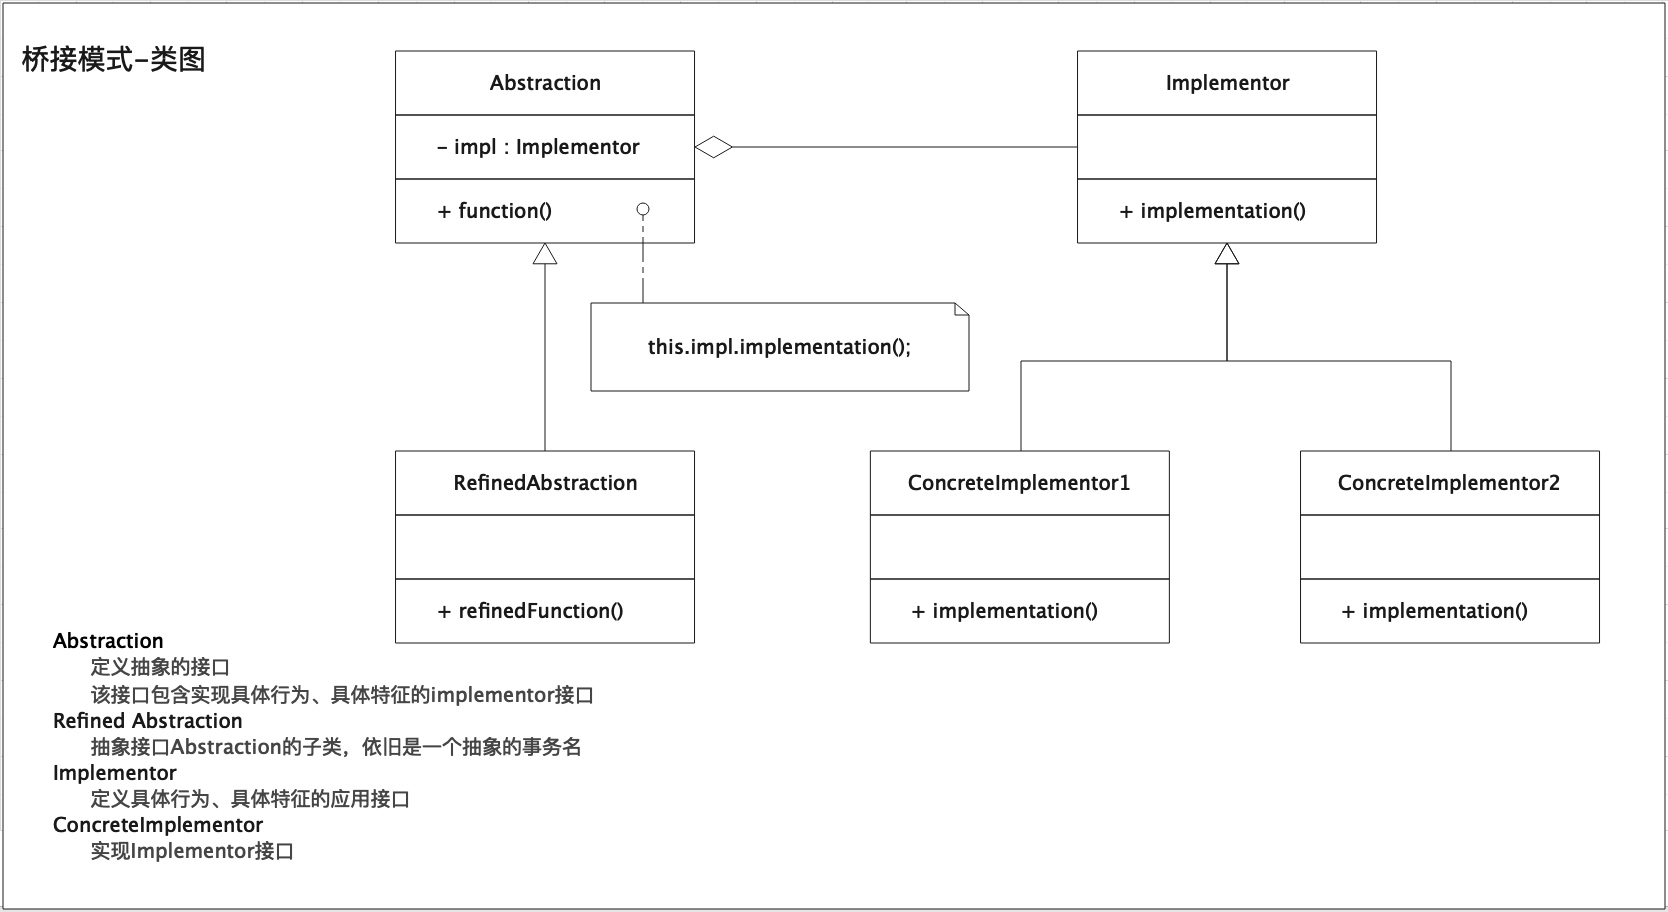 桥接模式-类图
Abstraction
- impl : Implementor
+ function()
Implementor
+ implementation()
this.impl.implementation();
RefinedAbstraction
+ refinedFunction()
ConcreteImplementor1
+ implementation()
ConcreteImplementor2
+ implementation()
Abstraction
定义抽象的接口
该接口包含实现具体行为、具体特征的implementor接口
Refined Abstraction
抽象接口Abstraction的子类，依旧是一个抽象的事务名
Implementor
定义具体行为、具体特征的应用接口
ConcreteImplementor
实现Implementor接口